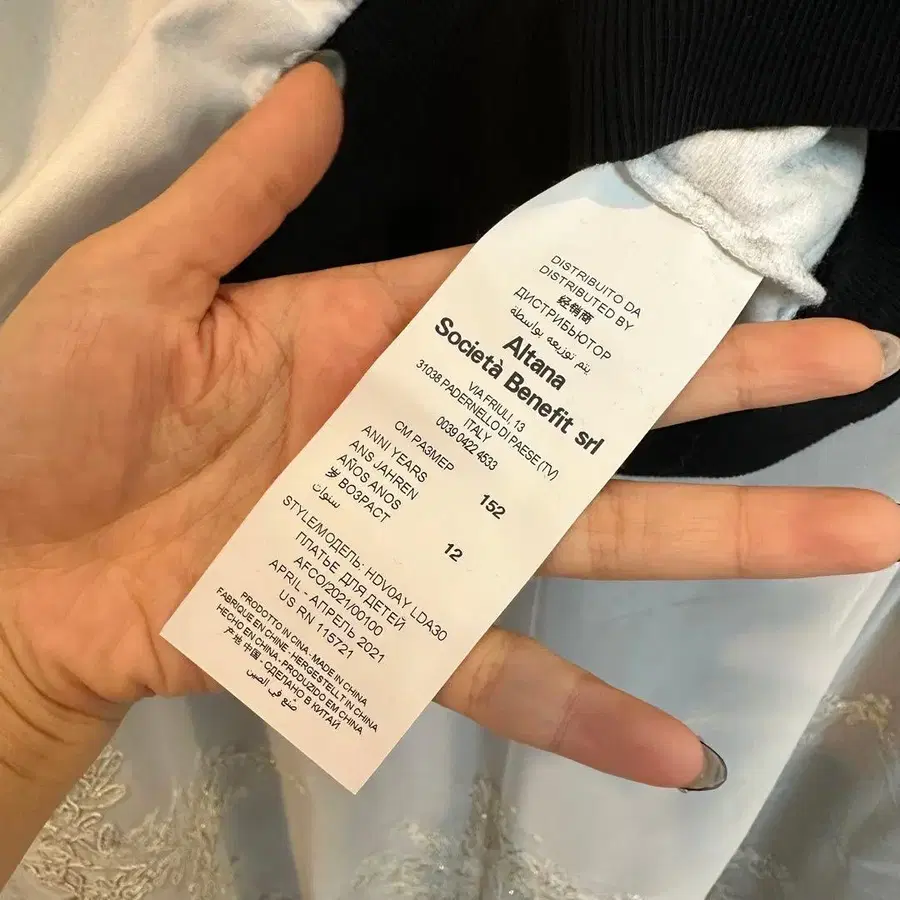 DISTRIBUITO DA
DISTRIBUTED BY
经销商
ДИСТРИБЬЮТОР
يتم توزيعه بواسطة
Altana
Società Benefit srl
VIA FRIULI, 13
31038 PADERNELLO DI PAESE (TV)
ITALY
0039 0422 4533
CM PA3MEP 152
ANNI YEARS
ANS JAHREN
AÑOS ANOS 12
岁 ВОЗРАСТ
سنوات
STYLE/МОДЕЛЬ: HDV0AY LDA30
ПЛАТЬЕ ДЛЯ ДЕТЕЙ
AFCO/2021/00100
APRIL - АПРЕЛЬ 2021
US RN 115721
PRODOTTO IN CINA - MADE IN CHINA
FABRIQUE EN CHINE - HERGESTELLT IN CHINA
HECHO EN CHINA - PRODUZIDO EM CHINA
产地 中国 - СДЕЛАНО В КИТАЙ
صنع في الصين